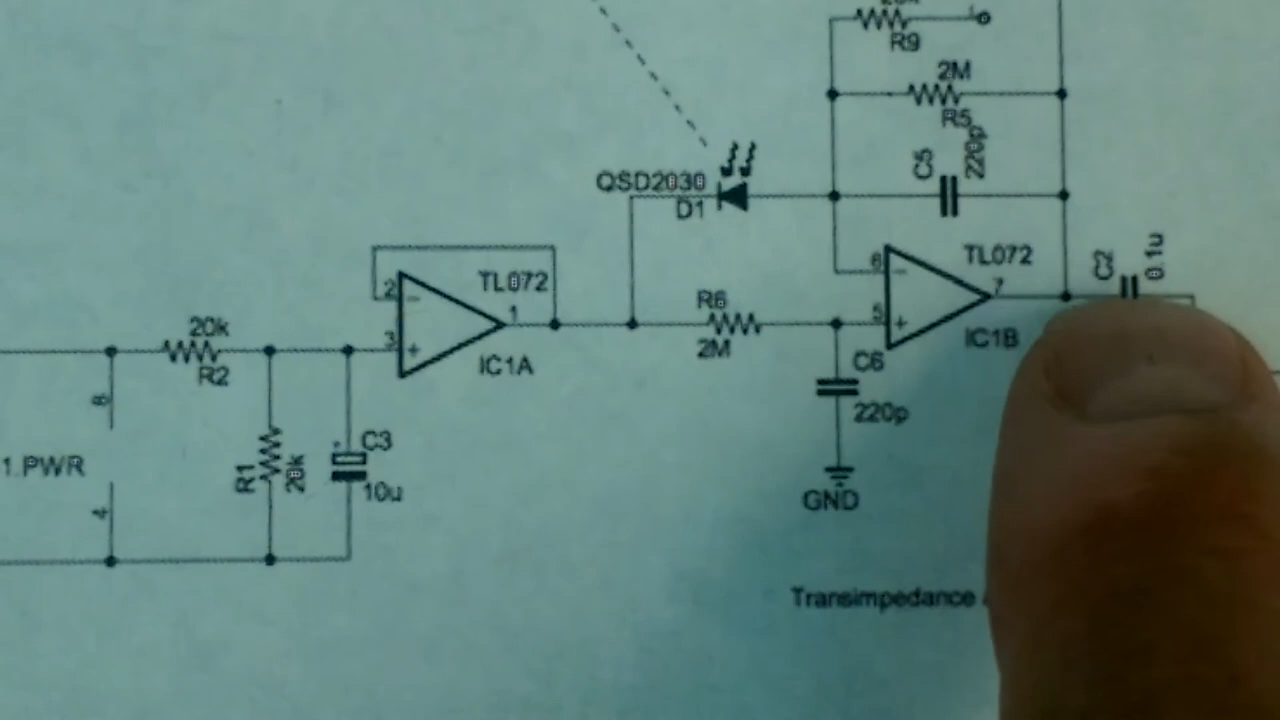 R9
2M
R5
C5
220p
QSD2030
D1
TL072
6
7
5
+
IC1B
C2
0.1u
TL072
2
1
3
+
IC1A
20k
R2
R6
2M
C6
220p
GND
8
1.PWR
4
R1
20k
+
C3
10u
Transimpedance